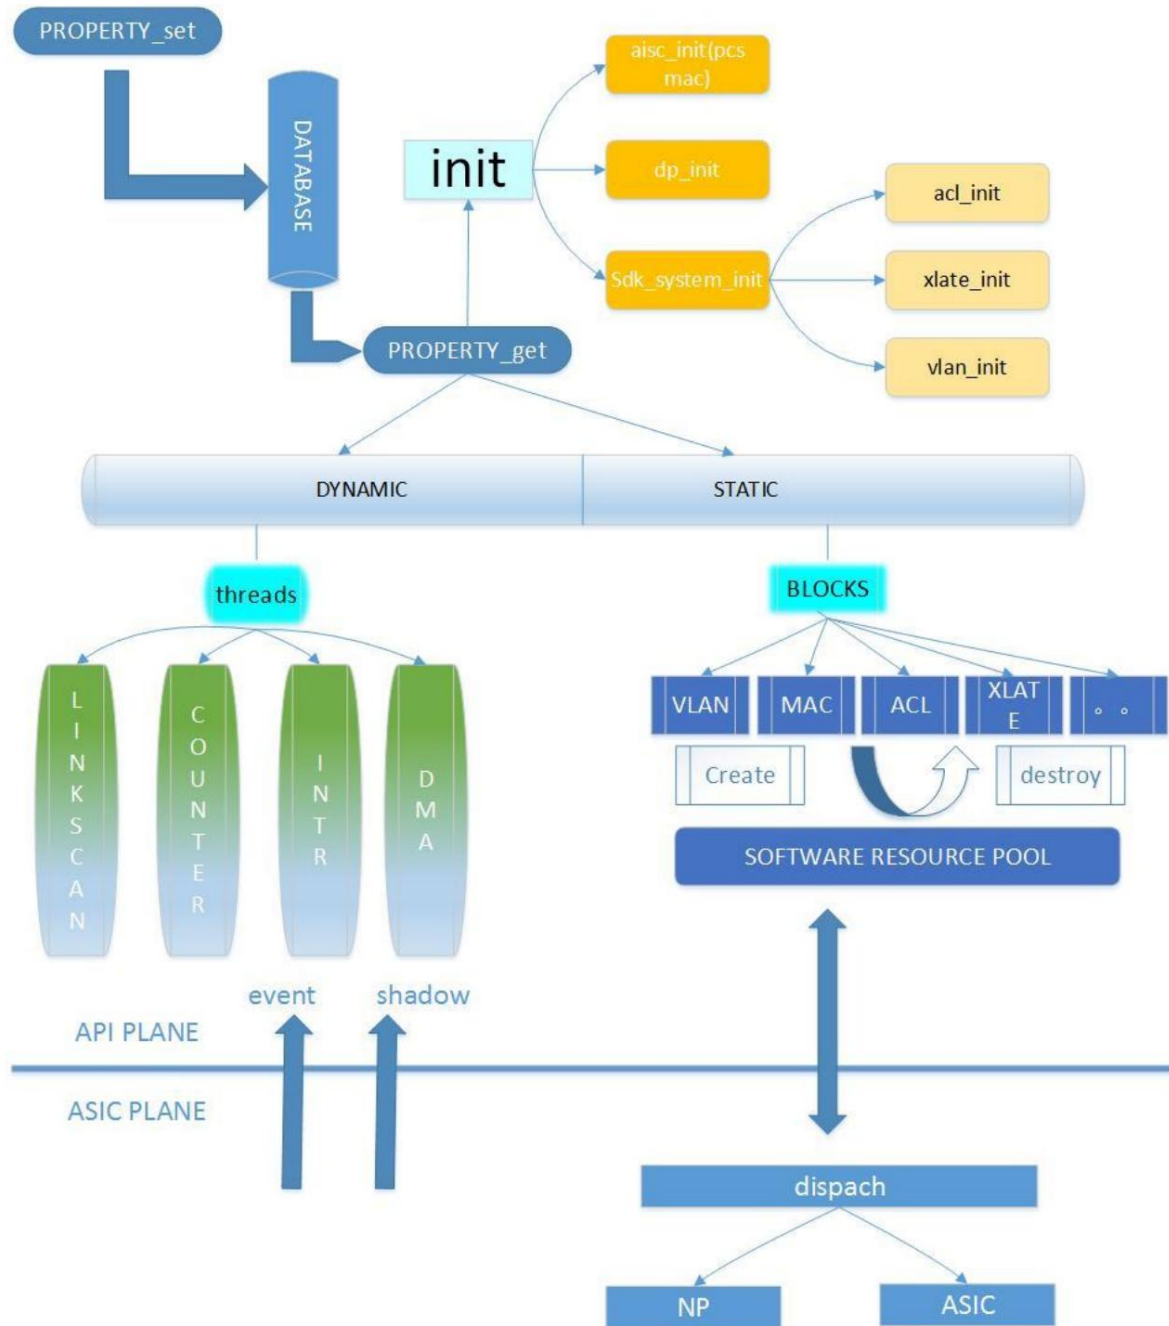 PROPERTY_set
DATABASE
init
aisc_init(pcs
mac)
dp_init
Sdk_system_init
acl_init
xlate_init
vlan_init
PROPERTY_get
DYNAMIC
STATIC
threads
BLOCKS
LINKSCAN
COUNTER
INTR
DMA
VLAN
MAC
ACL
XLAT
E
。。
Create
destroy
SOFTWARE RESOURCE POOL
event
shadow
API PLANE
ASIC PLANE
dispach
NP
ASIC